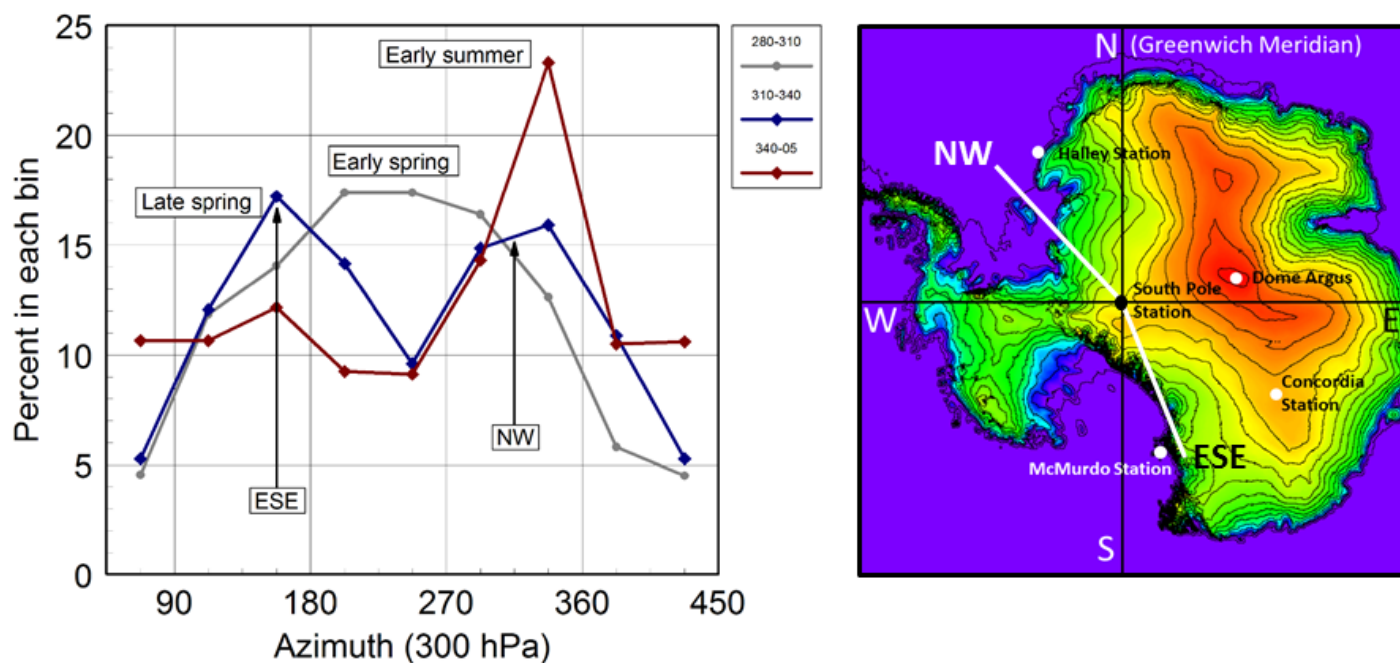 25
20
15
10
5
0
Percent in each bin
90
180
270
360
450
Azimuth (300 hPa)
Early summer
Early spring
Late spring
NW
ESE
280-310
310-340
340-05
N (Greenwich Meridian)
NW
Halley Station
Dome Argus
South Pole
Station
W
E
Concordia
Station
McMurdo Station
ESE
S